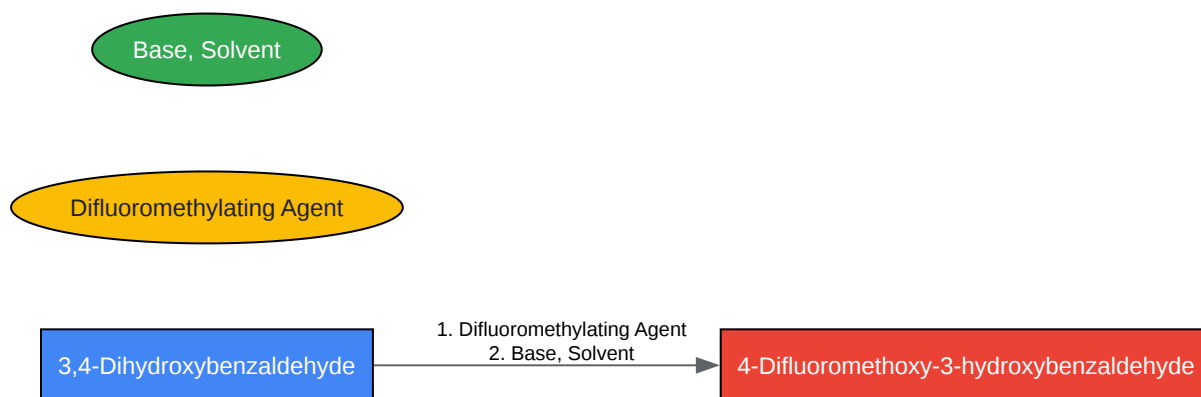 Base, Solvent
Difluoromethylating Agent
1. Difluoromethylating Agent
2. Base, Solvent
3,4-Dihydroxybenzaldehyde
4-Difluoromethoxy-3-hydroxybenzaldehyde